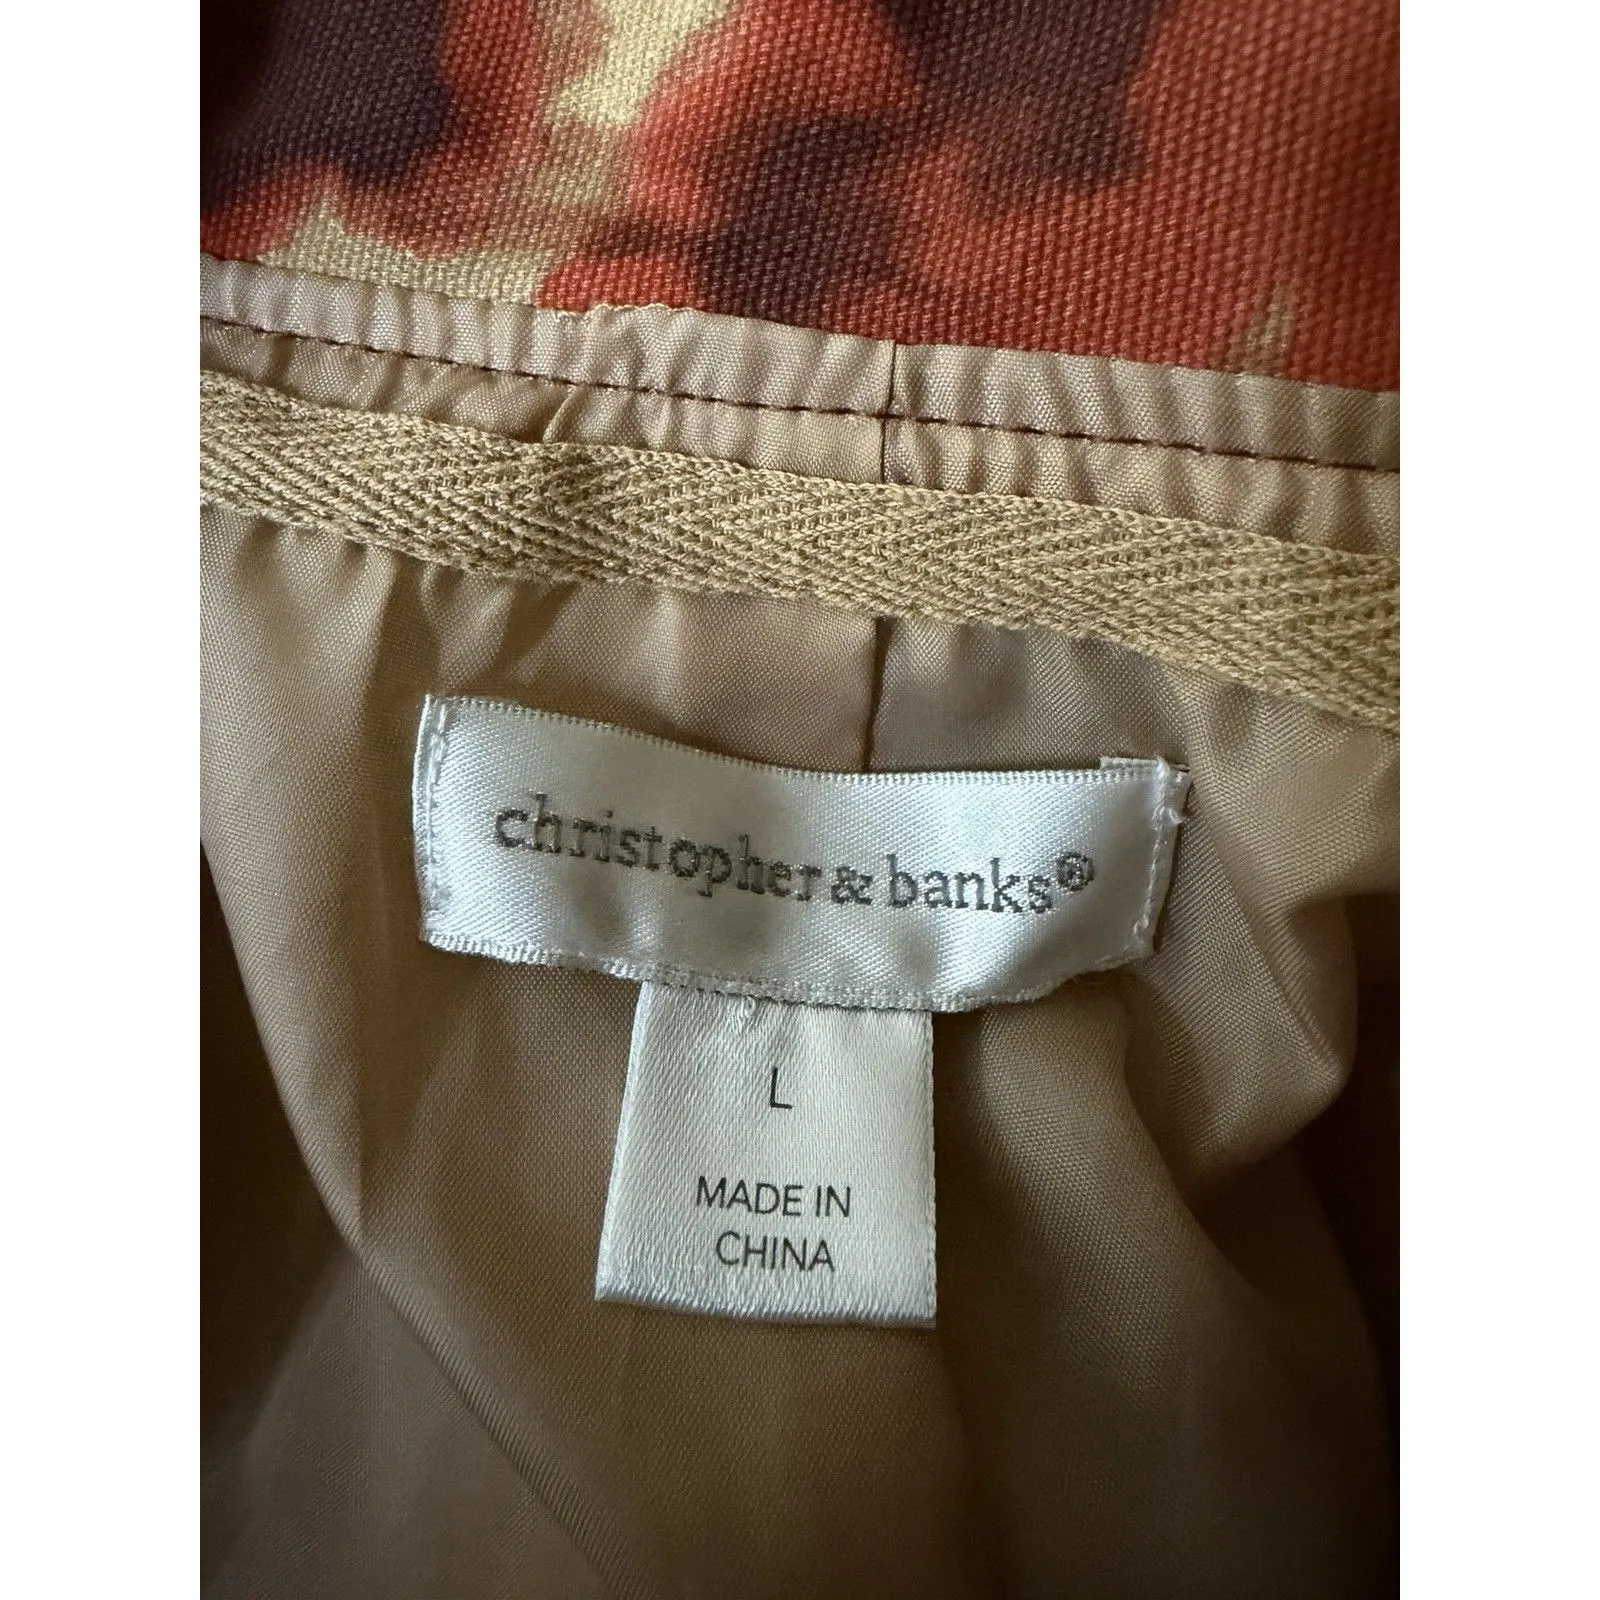 christopher & banks®
L
MADE IN
CHINA